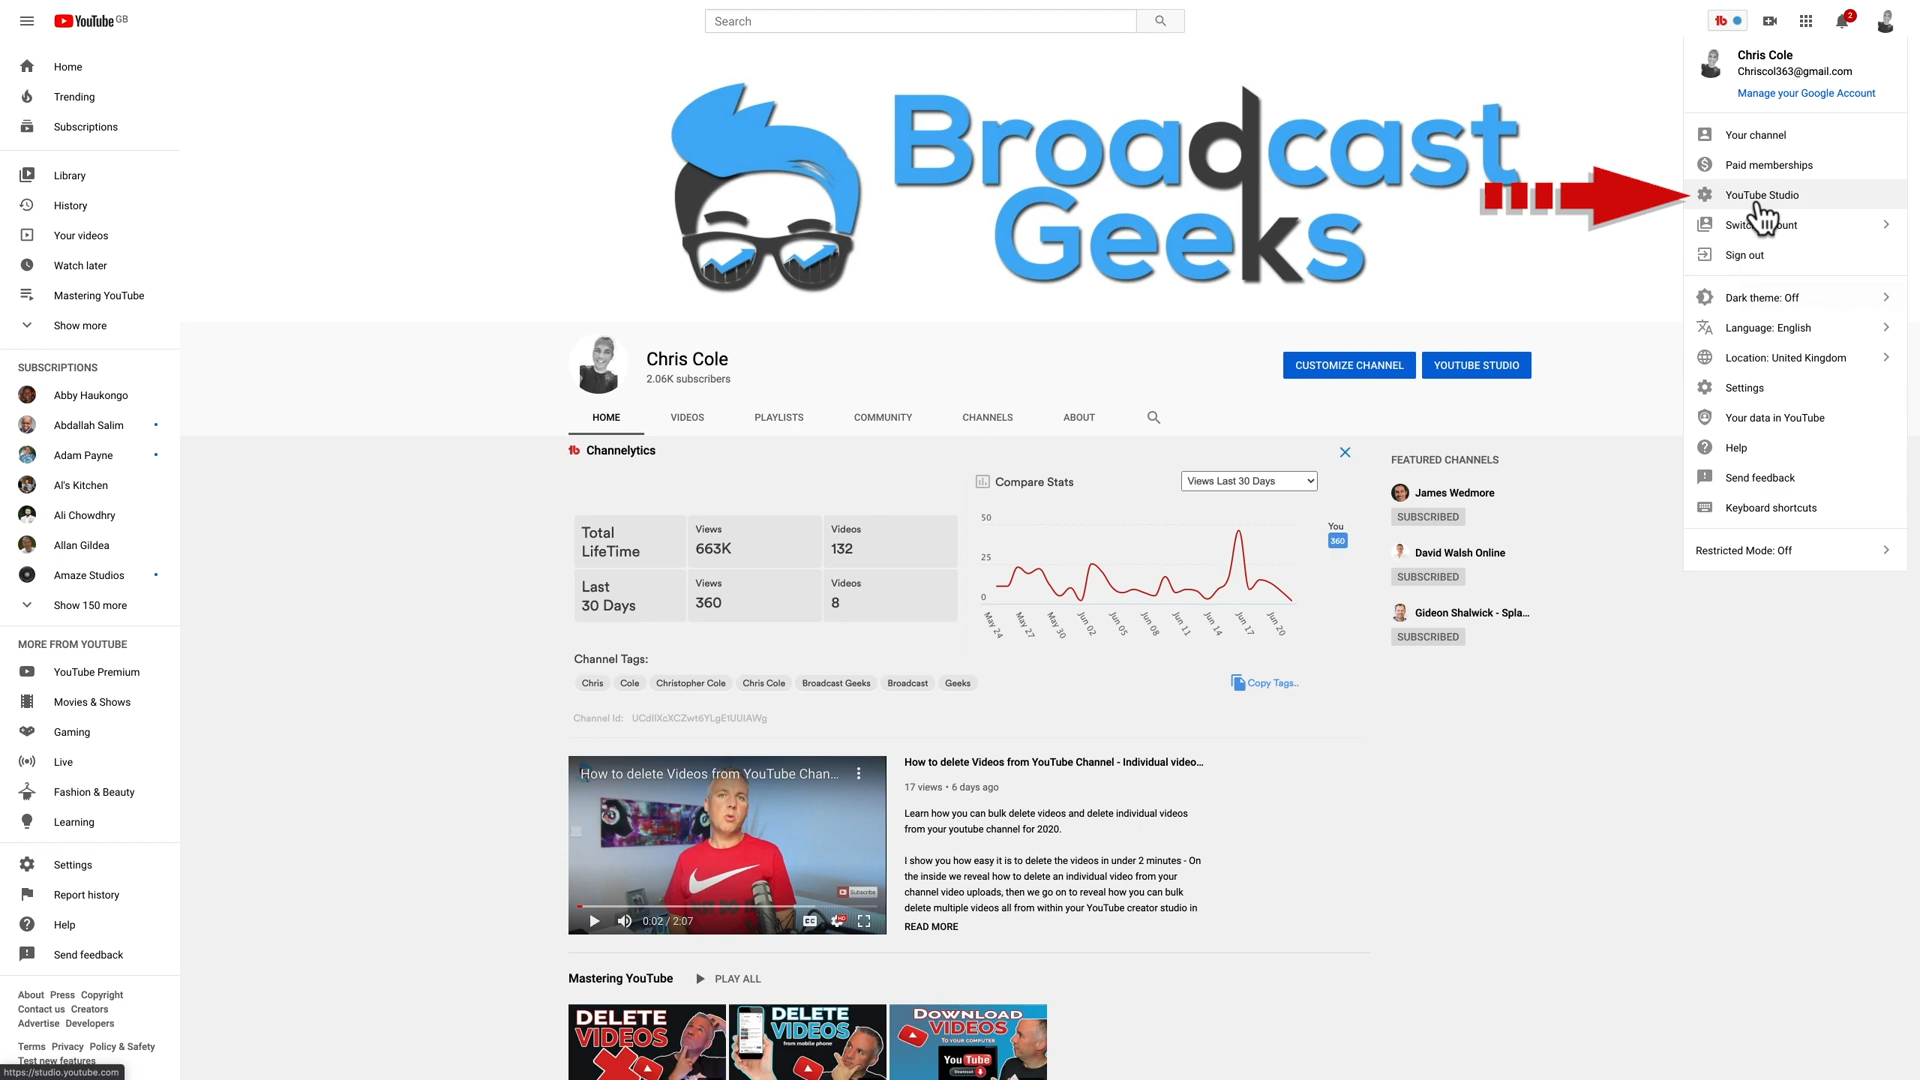 YouTube GB
Search
2
Home
Trending
Subscriptions
Library
History
Your videos
Watch later
Mastering YouTube
Show more
SUBSCRIPTIONS
Abby Haukongo
Abdallah Salim
Adam Payne
Al's Kitchen
Ali Chowdhry
Allan Gildea
Amaze Studios
Show 150 more
MORE FROM YOUTUBE
YouTube Premium
Movies & Shows
Gaming
Live
Fashion & Beauty
Learning
Settings
Report history
Help
Send feedback
About Press Copyright
Contact us Creators
Advertise Developers
Terms Privacy Policy & Safety
Test new features
https://studio.youtube.com
Broadcast
Geeks
Chris Cole
2.06K subscribers
CUSTOMIZE CHANNEL
YOUTUBE STUDIO
HOME
VIDEOS
PLAYLISTS
COMMUNITY
CHANNELS
ABOUT
Channelytics
Total
LifeTime
Views
663K
Videos
132
Last
30 Days
Views
360
Videos
8
Compare Stats
Views Last 30 Days
50
25
0
May 24
May 27
May 30
Jun 02
Jun 05
Jun 08
Jun 11
Jun 14
Jun 17
Jun 20
You
360
Channel Tags:
Chris
Cole
Christopher Cole
Chris Cole
Broadcast Geeks
Broadcast
Geeks
Copy Tags..
Channel Id:
How to delete Videos from YouTube Chan...
Subscribe
0:02 / 2:07
CC
HD
How to delete Videos from YouTube Channel - Individual video...
17 views • 6 days ago
Learn how you can bulk delete videos and delete individual videos
from your youtube channel for 2020.
I show you how easy it is to delete the videos in under 2 minutes - On
the inside we reveal how to delete an individual video from your
channel video uploads, then we go on to reveal how you can bulk
delete multiple videos all from within your YouTube creator studio in
READ MORE
Mastering YouTube
PLAY ALL
DELETE
VIDEOS
DELETE
VIDEOS
from mobile phone
DOWNLOAD
VIDEOS
TO YOUR COMPUTER
YouTube
Download
FEATURED CHANNELS
James Wedmore
SUBSCRIBED
David Walsh Online
SUBSCRIBED
Gideon Shalwick - Spla...
SUBSCRIBED
Chris Cole
Chriscol363@gmail.com
Manage your Google Account
Your channel
Paid memberships
YouTube Studio
Sign out
Dark theme: Off
Language: English
Location: United Kingdom
Settings
Your data in YouTube
Help
Send feedback
Keyboard shortcuts
Restricted Mode: Off